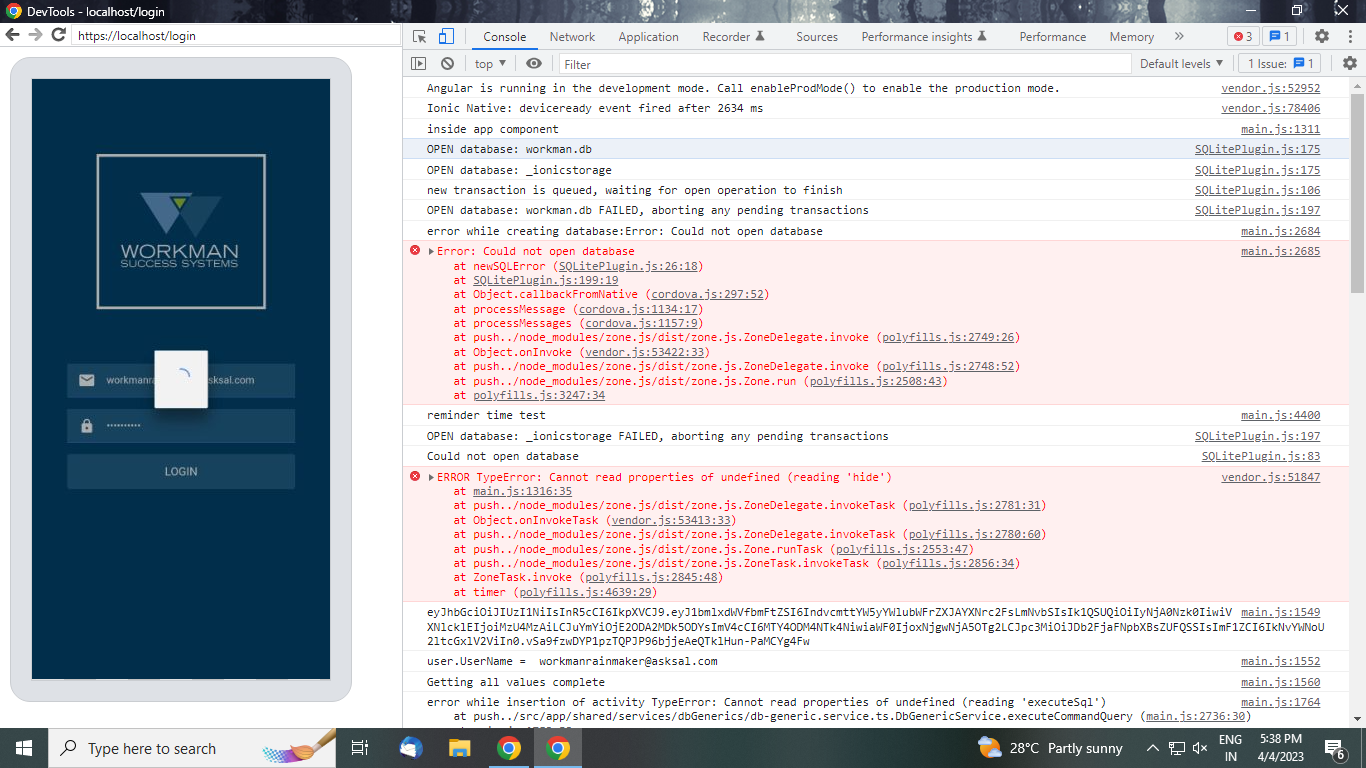 DevTools - localhost/login
https://localhost/login
Console Network Application Recorder Sources Performance insights Performance Memory 3 1
top Filter Default levels 1 Issue: 1
Angular is running in the development mode. Call enableProdMode() to enable the production mode. vendor.js:52952
Ionic Native: deviceready event fired after 2634 ms vendor.js:78406
inside app component main.js:1311
OPEN database: workman.db SQLitePlugin.js:175
OPEN database: _ionicstorage SQLitePlugin.js:175
new transaction is queued, waiting for open operation to finish SQLitePlugin.js:106
OPEN database: workman.db FAILED, aborting any pending transactions SQLitePlugin.js:197
error while creating database:Error: Could not open database main.js:2684
Error: Could not open database main.js:2685
at newSQLError (SQLitePlugin.js:26:18)
at SQLitePlugin.js:199:19
at Object.callbackFromNative (cordova.js:297:52)
at processMessage (cordova.js:1134:17)
at processMessages (cordova.js:1157:9)
at push../node_modules/zone.js/dist/zone.js.ZoneDelegate.invoke (polyfills.js:2749:26)
at Object.onInvoke (vendor.js:53422:33)
at push../node_modules/zone.js/dist/zone.js.ZoneDelegate.invoke (polyfills.js:2748:52)
at push../node_modules/zone.js/dist/zone.js.Zone.run (polyfills.js:2508:43)
at polyfills.js:3247:34
reminder time test main.js:4400
OPEN database: _ionicstorage FAILED, aborting any pending transactions SQLitePlugin.js:197
Could not open database SQLitePlugin.js:83
ERROR TypeError: Cannot read properties of undefined (reading 'hide') vendor.js:51847
at main.js:1316:35
at push../node_modules/zone.js/dist/zone.js.ZoneDelegate.invokeTask (polyfills.js:2781:31)
at Object.onInvokeTask (vendor.js:53413:33)
at push../node_modules/zone.js/dist/zone.js.ZoneDelegate.invokeTask (polyfills.js:2780:60)
at push../node_modules/zone.js/dist/zone.js.Zone.runTask (polyfills.js:2553:47)
at push../node_modules/zone.js/dist/zone.js.ZoneTask.invokeTask (polyfills.js:2856:34)
at ZoneTask.invoke (polyfills.js:2845:48)
at timer (polyfills.js:4639:29)
main.js:1549
user.UserName = workmanrainmaker@asksal.com main.js:1552
Getting all values complete main.js:1560
error while insertion of activity TypeError: Cannot read properties of undefined (reading 'executeSql') main.js:1764
at push../src/app/shared/services/dbGenerics/db-generic.service.ts.DbGenericService.executeCommandQuery (main.js:2736:30)
WORKMAN
SUCCESS SYSTEMS
asksal.com
LOGIN
Type here to search
28°C Partly sunny
ENG
IN
5:38 PM
4/4/2023
6